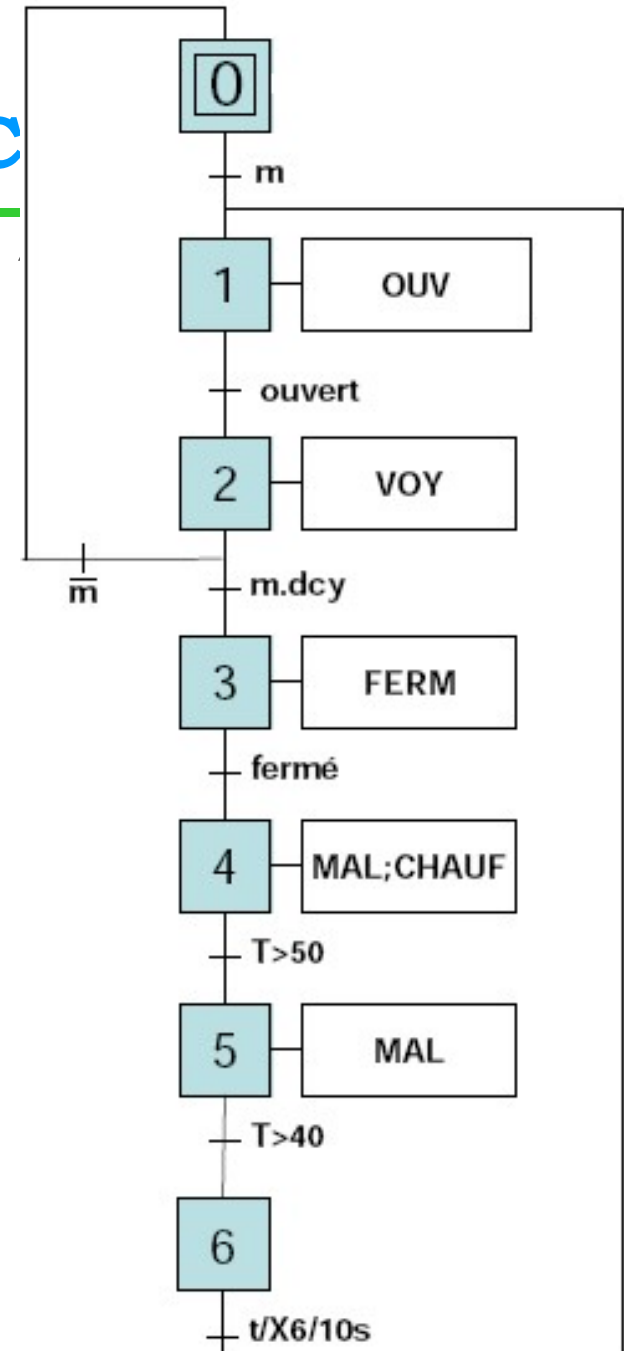 0
C
m
1 OUV
ouvert
2 VOY
m̅
m.dcy
3 FERM
fermé
4 MAL;CHAUF
T>50
5 MAL
T>40
6
t/X6/10s